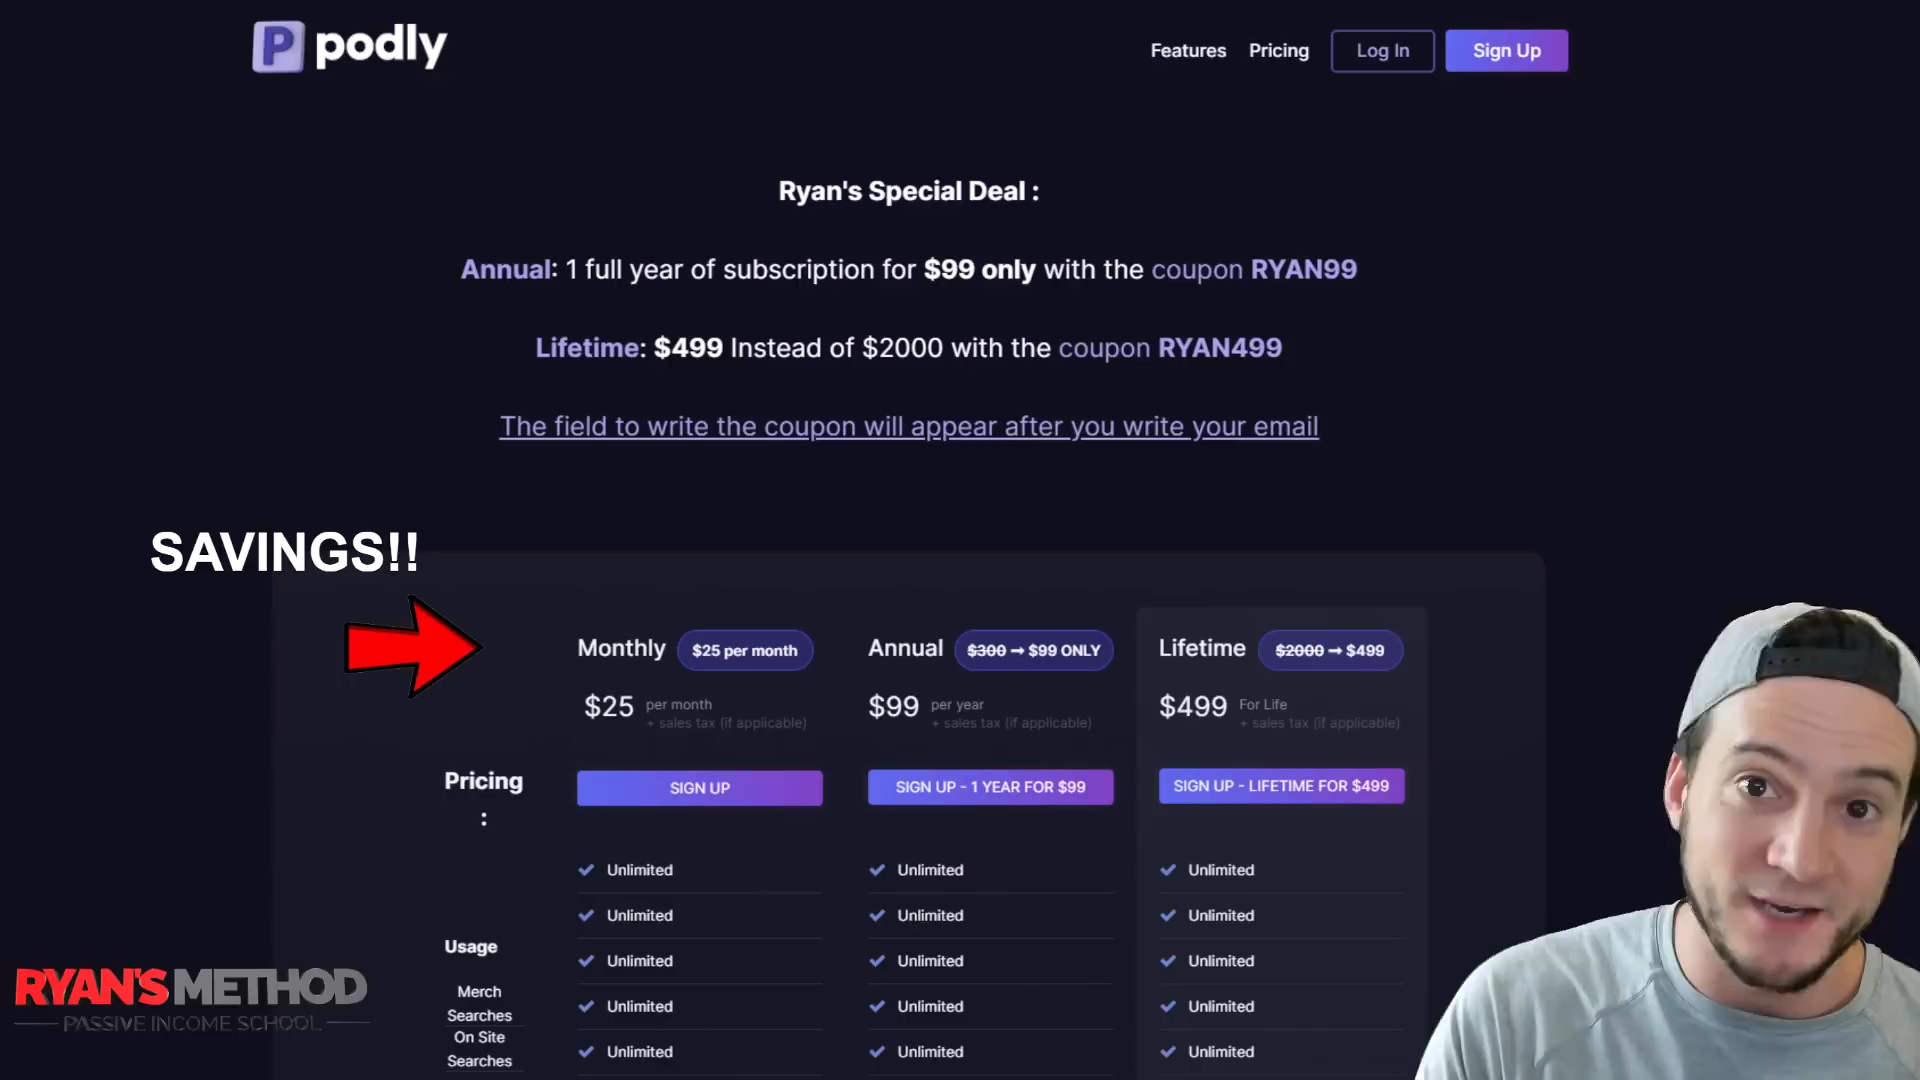 podly
Features Pricing Log In Sign Up
Ryan's Special Deal :
Annual: 1 full year of subscription for $99 only with the coupon RYAN99
Lifetime: $499 Instead of $2000 with the coupon RYAN499
The field to write the coupon will appear after you write your email
SAVINGS!!
Monthly $25 per month
$25 per month
+ sales tax (if applicable)
SIGN UP
Annual $300 → $99 ONLY
$99 per year
+ sales tax (if applicable)
SIGN UP - 1 YEAR FOR $99
Lifetime $2000 → $499
$499 For Life
+ sales tax (if applicable)
SIGN UP - LIFETIME FOR $499
Pricing
:
Unlimited Unlimited Unlimited
Unlimited Unlimited Unlimited
Usage
Unlimited Unlimited Unlimited
Merch
Searches
Unlimited Unlimited Unlimited
On Site
Searches
Unlimited Unlimited Unlimited
RYAN'S METHOD
PASSIVE INCOME SCHOOL